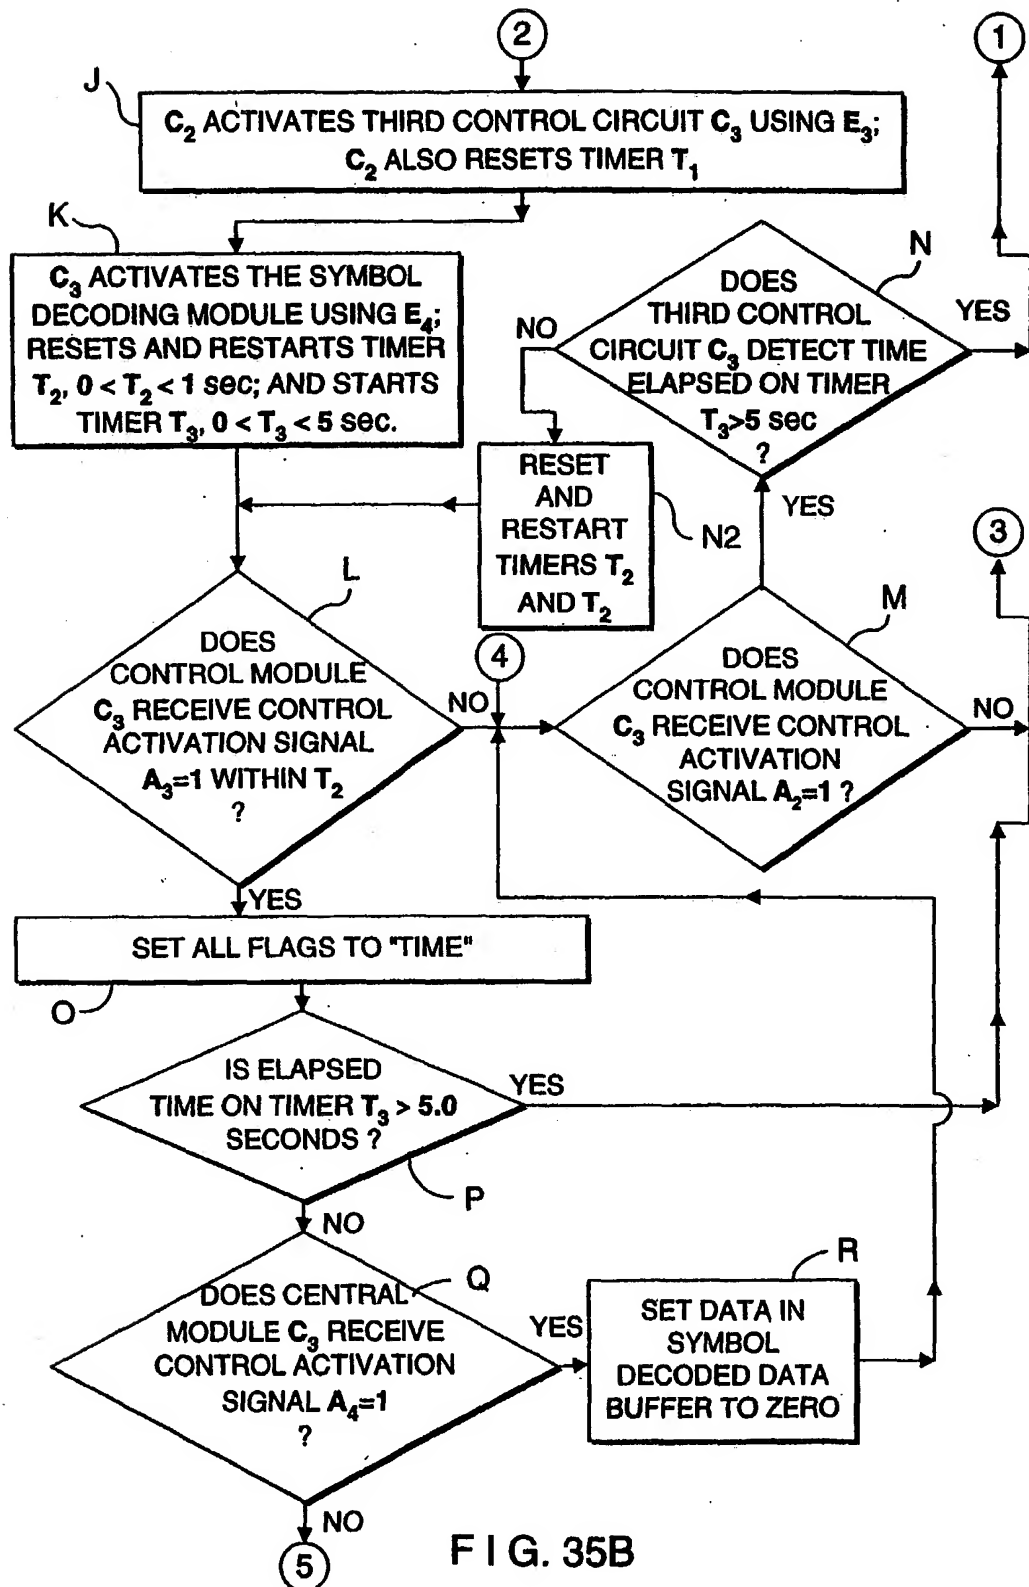 2
1
J
C2 ACTIVATES THIRD CONTROL CIRCUIT C3 USING E3;
C2 ALSO RESETS TIMER T1
K
C3 ACTIVATES THE SYMBOL
DECODING MODULE USING E4;
RESETS AND RESTARTS TIMER
T2, 0 < T2 < 1 sec; AND STARTS
TIMER T3, 0 < T3 < 5 sec.
N
DOES
THIRD CONTROL
CIRCUIT C3 DETECT TIME
ELAPSED ON TIMER
T3>5 sec
?
NO
YES
YES
RESET
AND
RESTART
TIMERS T2
AND T2
N2
3
L
DOES
CONTROL MODULE
C3 RECEIVE CONTROL
ACTIVATION SIGNAL
A3=1 WITHIN T2
?
NO
4
M
DOES
CONTROL MODULE
C3 RECEIVE CONTROL
ACTIVATION
SIGNAL A2=1 ?
NO
YES
SET ALL FLAGS TO "TIME"
O
IS ELAPSED
TIME ON TIMER T3 > 5.0
SECONDS ?
YES
P
NO
Q
DOES CENTRAL
MODULE C3 RECEIVE
CONTROL ACTIVATION
SIGNAL A4=1
?
YES
R
SET DATA IN
SYMBOL
DECODED DATA
BUFFER TO ZERO
NO
5
FIG. 35B